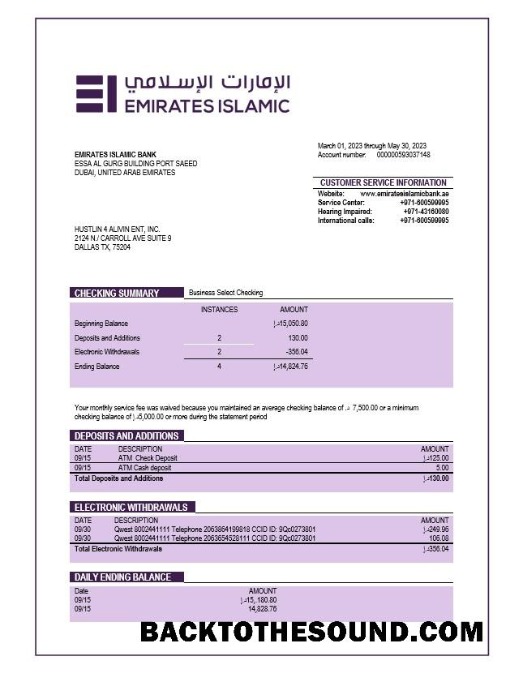 الإمارات الإسلامي
EMIRATES ISLAMIC
March 01, 2023 through May 30, 2023
Account number: 000000593037148
EMIRATES ISLAMIC BANK
ESSA AL GURG BUILDING PORT SAEED
DUBAI, UNITED ARAB EMIRATES
CUSTOMER SERVICE INFORMATION
Website: www.emiratesislamicbank.ae
Service Center: +971-600599995
Hearing Impaired: +971-43160080
International calls: +971-600599995
HUSTLIN 4 ALIVIN ENT, INC.
2124 N./ CARROLL AVE SUITE 9
DALLAS TX, 75204
CHECKING SUMMARY Business Select Checking
INSTANCES AMOUNT
Beginning Balance د.إ15,050.80
Deposits and Additions 2 130.00
Electronic Withdrawals 2 -356.04
Ending Balance 4 د.إ14,824.76
Your monthly service fee was waived because you maintained an average checking balance of د.إ 7,500.00 or a minimum
checking balance of د.إ5,000.00 or more during the statement period
DEPOSITS AND ADDITIONS
DATE DESCRIPTION AMOUNT
09/15 ATM Check Deposit د.إ125.00
09/15 ATM Cash deposit 5.00
Total Deposits and Additions د.إ130.00
ELECTRONIC WITHDRAWALS
DATE DESCRIPTION AMOUNT
09/30 Qwest 8002441111 Telephone 2063864199818 CCID ID: 9Qc0273801 د.إ249.96
09/30 Qwest 8002441111 Telephone 2063654528111 CCID ID: 9Qc0273801 106.08
Total Electronic Withdrawals د.إ356.04
DAILY ENDING BALANCE
Date AMOUNT
09/15 د.إ15, 180.80
09/15 14,828.76
BACKTOTHESOUND.COM